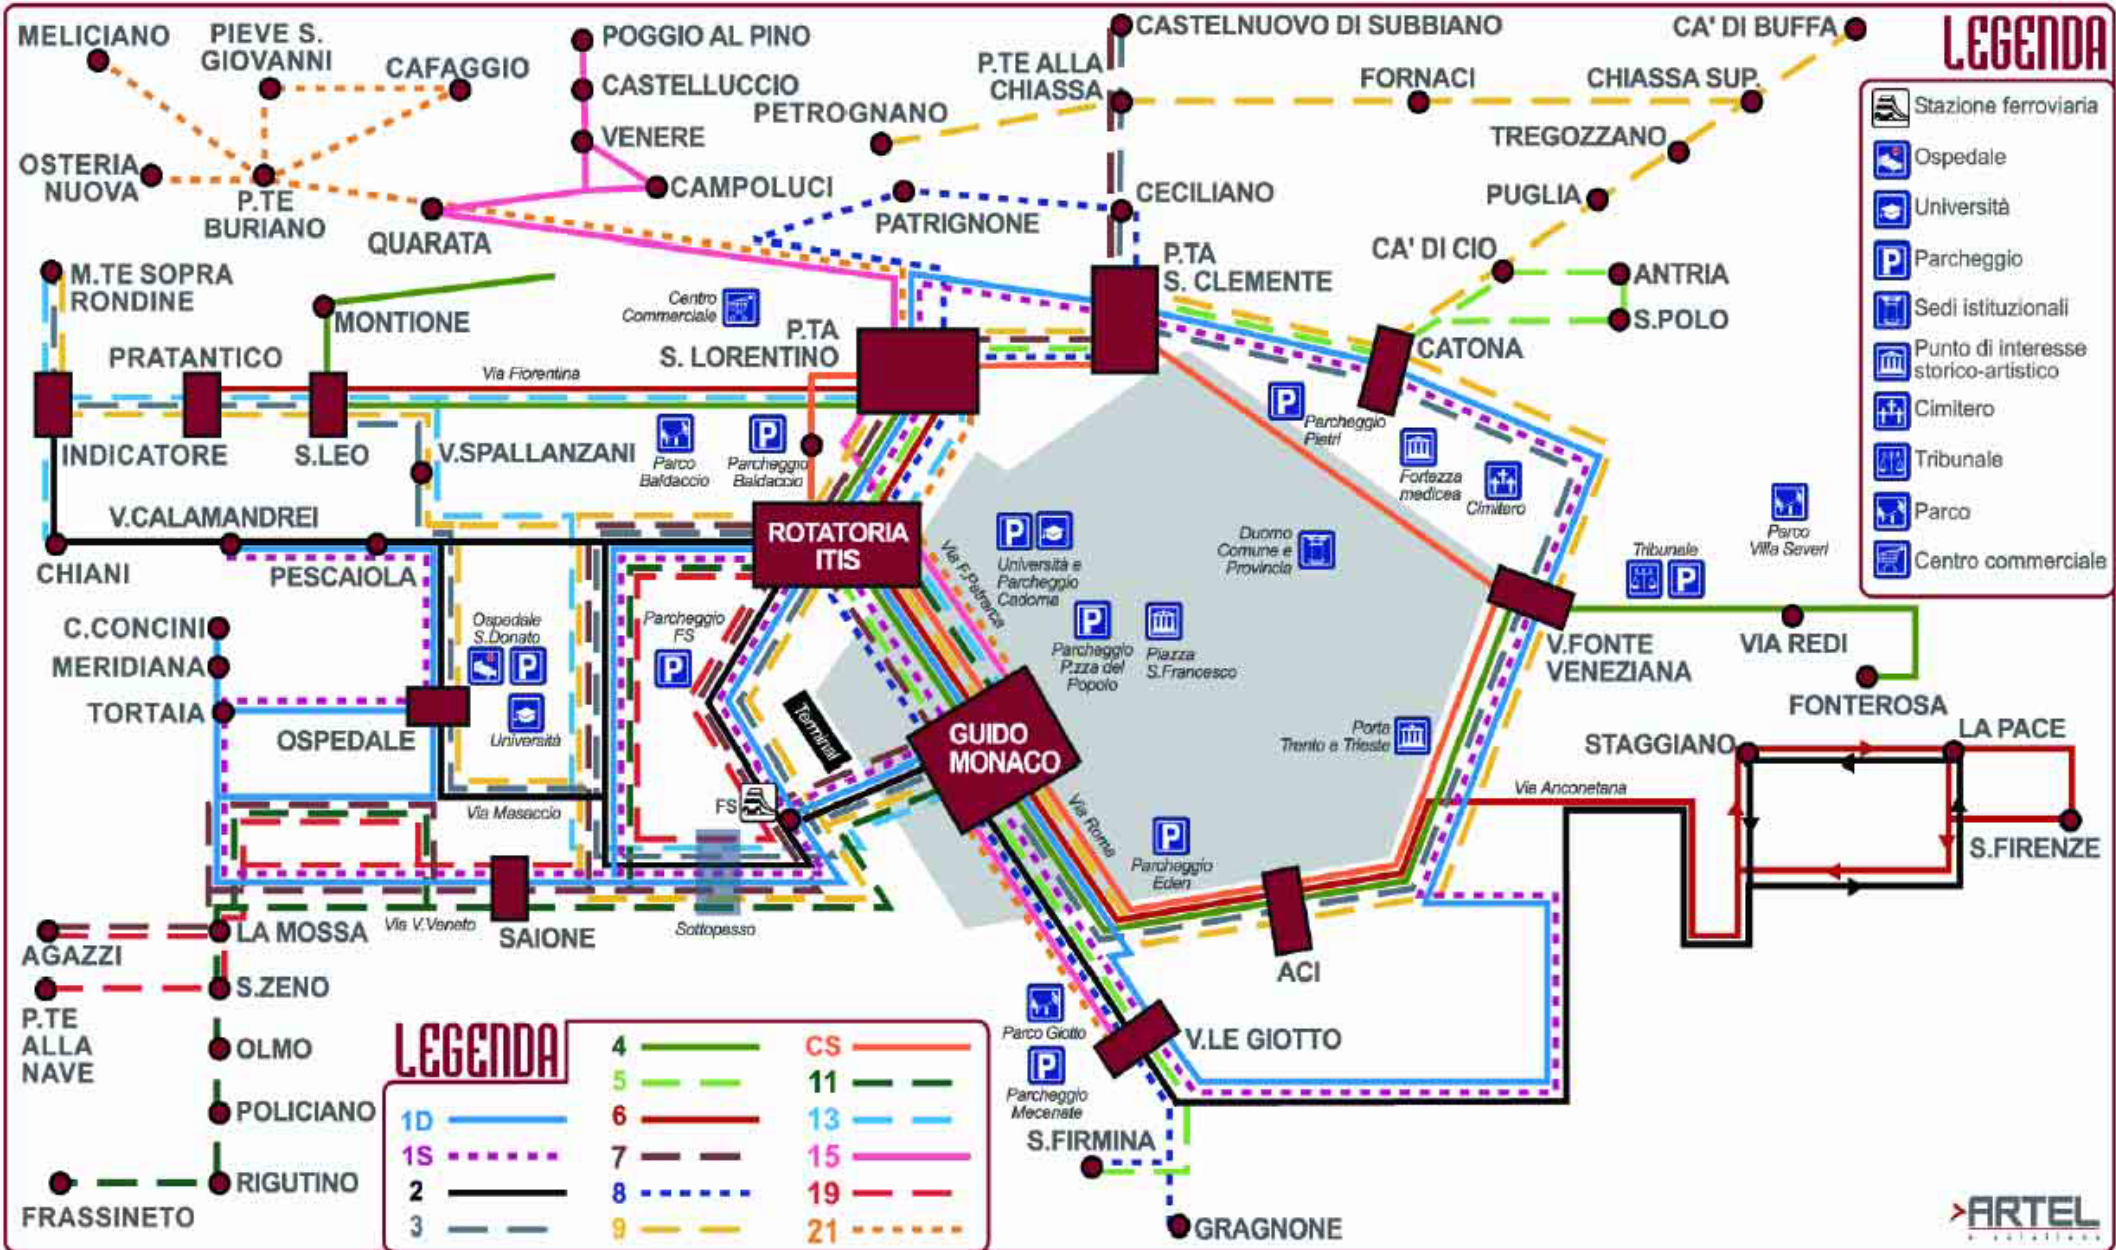 MELICIANO
PIEVE S.
GIOVANNI
CAFAGGIO
POGGIO AL PINO
CASTELLUCCIO
VENERE
CAMPOLUCI
OSTERIA
NUOVA
P.TE
BURIANO
QUARATA
PETROGNANO
P.TE ALLA
CHIASSA
CASTELNUOVO DI SUBBIANO
FORNACI
CHIASSA SUP.
CA' DI BUFFA
TREGOZZANO
PUGLIA
CECILIANO
PATRIGNONE
P.TA
S. CLEMENTE
CA' DI CIO
ANTRIA
S.POLO
CATONA
LEGENDA
Stazione ferroviaria
Ospedale
Università
Parcheggio
Sedi istituzionali
Punto di interesse
storico-artistico
Cimitero
Tribunale
Parco
Centro commerciale
M.TE SOPRA
RONDINE
MONTIONE
Centro
Commerciale
P.TA
S. LORENTINO
PRATANTICO
Via Fiorentina
INDICATORE
S.LEO
V.SPALLANZANI
Parco
Baldaccio
Parcheggio
Baldaccio
Parcheggio
Pietri
Fortezza
medicea
Cimitero
V.CALAMANDREI
CHIANI
PESCAIOLA
ROTATORIA
ITIS
Via F.Petrarca
Università e
Parcheggio
Cadorna
Duomo
Comune e
Provincia
Parcheggio
P.zza del
Popolo
Piazza
S.Francesco
Tribunale
Parco
Villa Severi
C.CONCINI
MERIDIANA
TORTAIA
OSPEDALE
Ospedale
S.Donato
Università
Parcheggio
FS
Terminal
FS
GUIDO
MONACO
Porta
Trento e Trieste
V.FONTE
VENEZIANA
VIA REDI
FONTEROSA
STAGGIANO
LA PACE
S.FIRENZE
Via Anconetana
Via Masaccio
Via Roma
Parcheggio
Eden
ACI
AGAZZI
LA MOSSA
Via V.Veneto
SAIONE
Sottopasso
P.TE
ALLA
NAVE
S.ZENO
OLMO
POLICIANO
RIGUTINO
FRASSINETO
Parco Giotto
Parcheggio
Mecenate
V.LE GIOTTO
S.FIRMINA
GRAGNONE
LEGENDA
1D
1S
2
3
4
5
6
7
8
9
CS
11
13
15
19
21
ARTEL